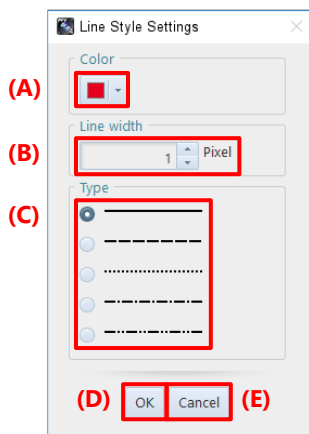 Line Style Settings
Color
(A)
Line width
(B) 1 Pixel
Type
(C)
(D) OK Cancel (E)